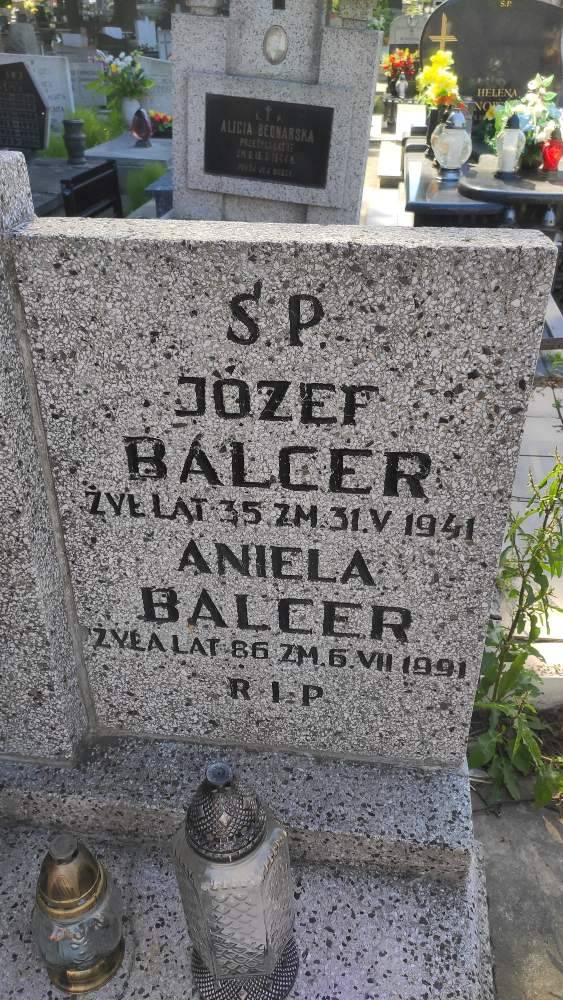 Ś.P.
ALICJA BEDNARSKA
HELENA
Ś. P.
JÓZEF
BALCER
ŻYŁ LAT 35 ZM. 31. V 1941
ANIELA
BALCER
ŻYŁA LAT 86 ZM. 6 VII 1991
R I P